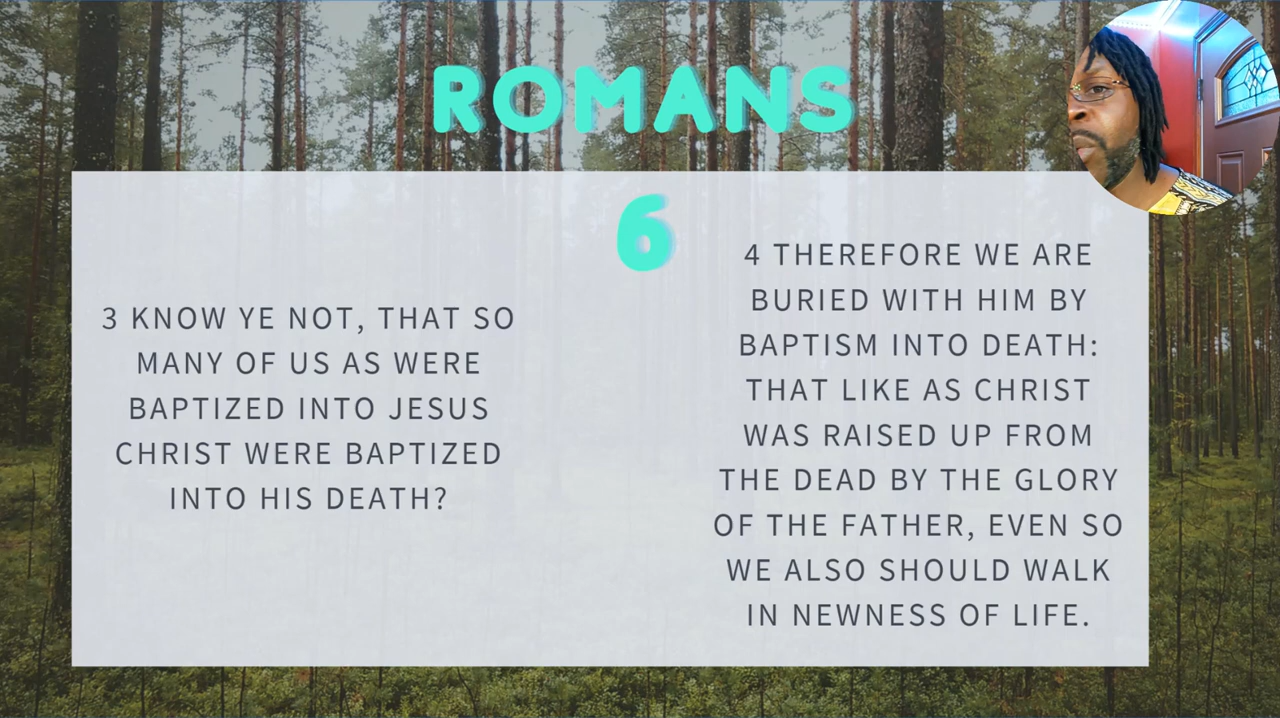 ROMANS
6
3 KNOW YE NOT, THAT SO
MANY OF US AS WERE
BAPTIZED INTO JESUS
CHRIST WERE BAPTIZED
INTO HIS DEATH?
4 THEREFORE WE ARE
BURIED WITH HIM BY
BAPTISM INTO DEATH:
THAT LIKE AS CHRIST
WAS RAISED UP FROM
THE DEAD BY THE GLORY
OF THE FATHER, EVEN SO
WE ALSO SHOULD WALK
IN NEWNESS OF LIFE.